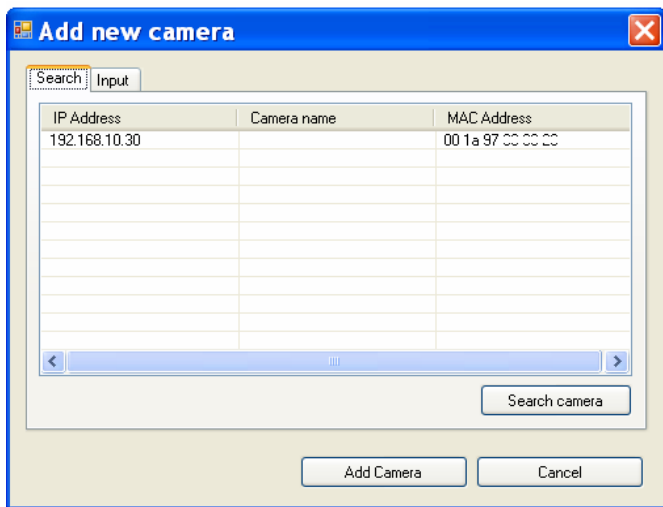 Add new camera
Search Input
IP Address Camera name MAC Address
192.168.10.30 00 1a 97
Search camera
Add Camera Cancel